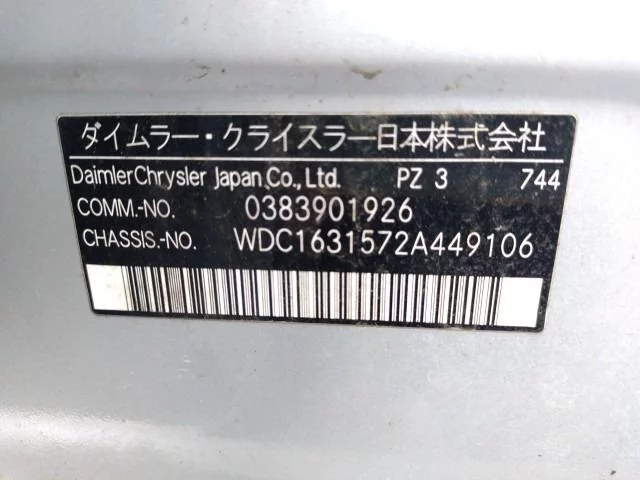 ダイムラー・クライスラー日本株式会社
DaimlerChrysler Japan Co., Ltd. PZ 3 744
COMM.-NO. 0383901926
CHASSIS.-NO. WDC1631572A449106